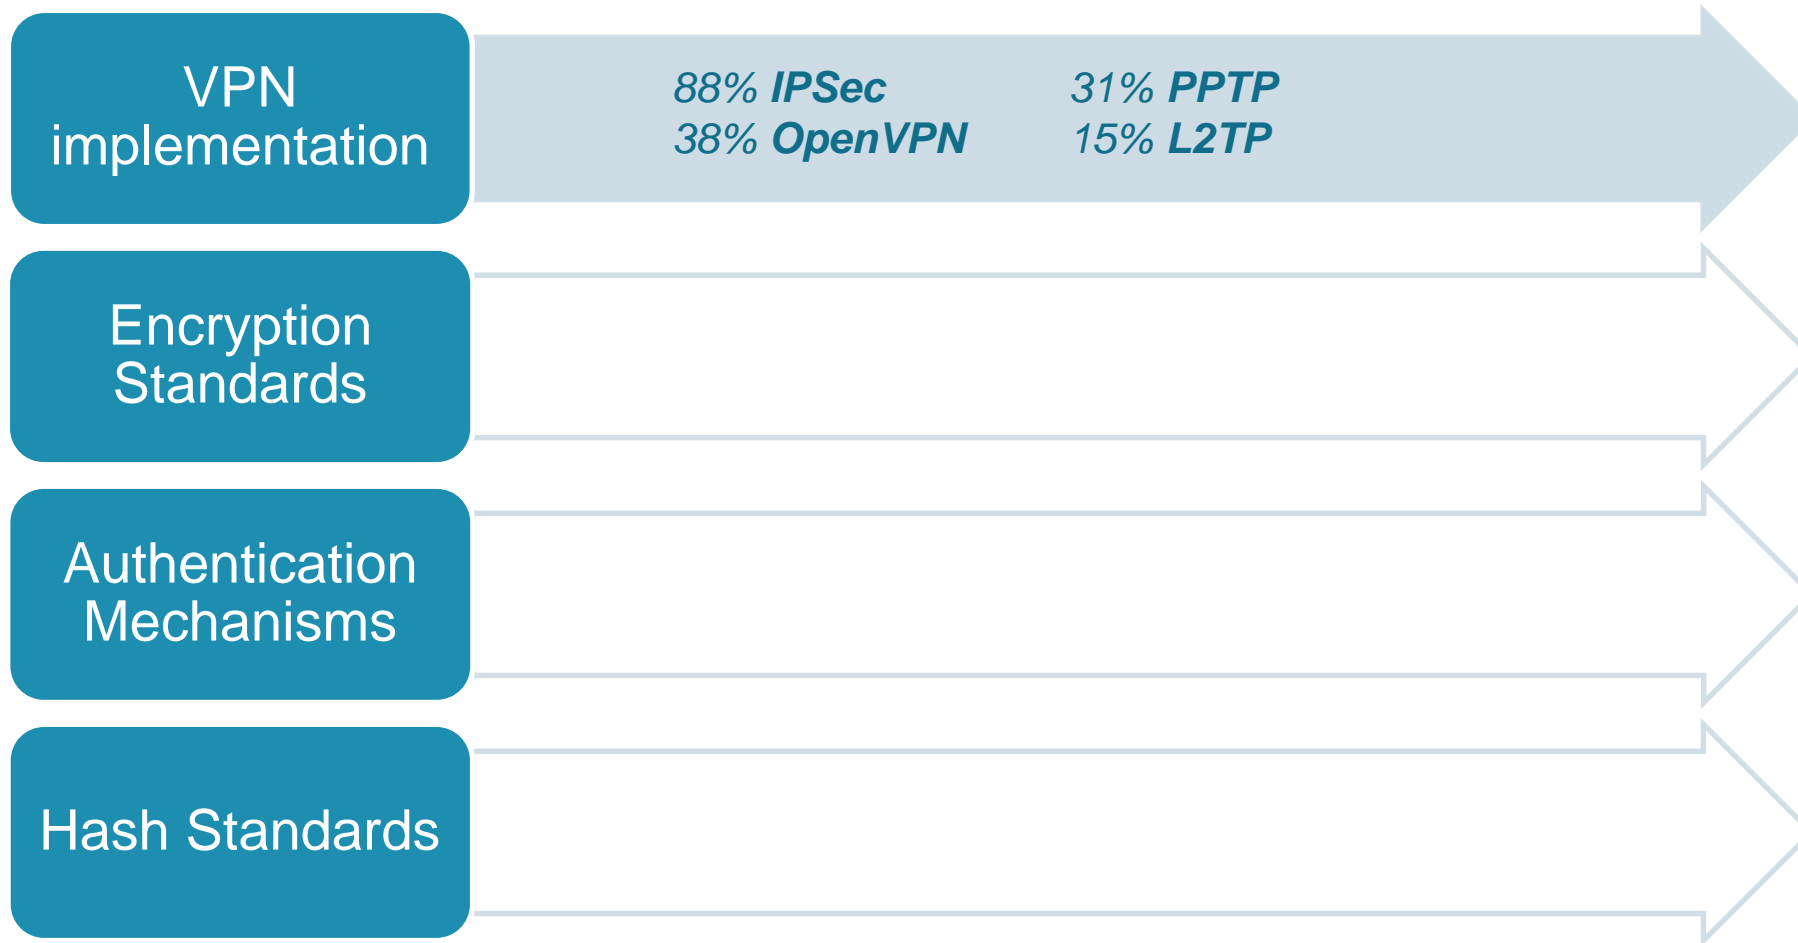 VPN
implementation
88% IPSec 31% PPTP
38% OpenVPN 15% L2TP
Encryption
Standards
Authentication
Mechanisms
Hash Standards